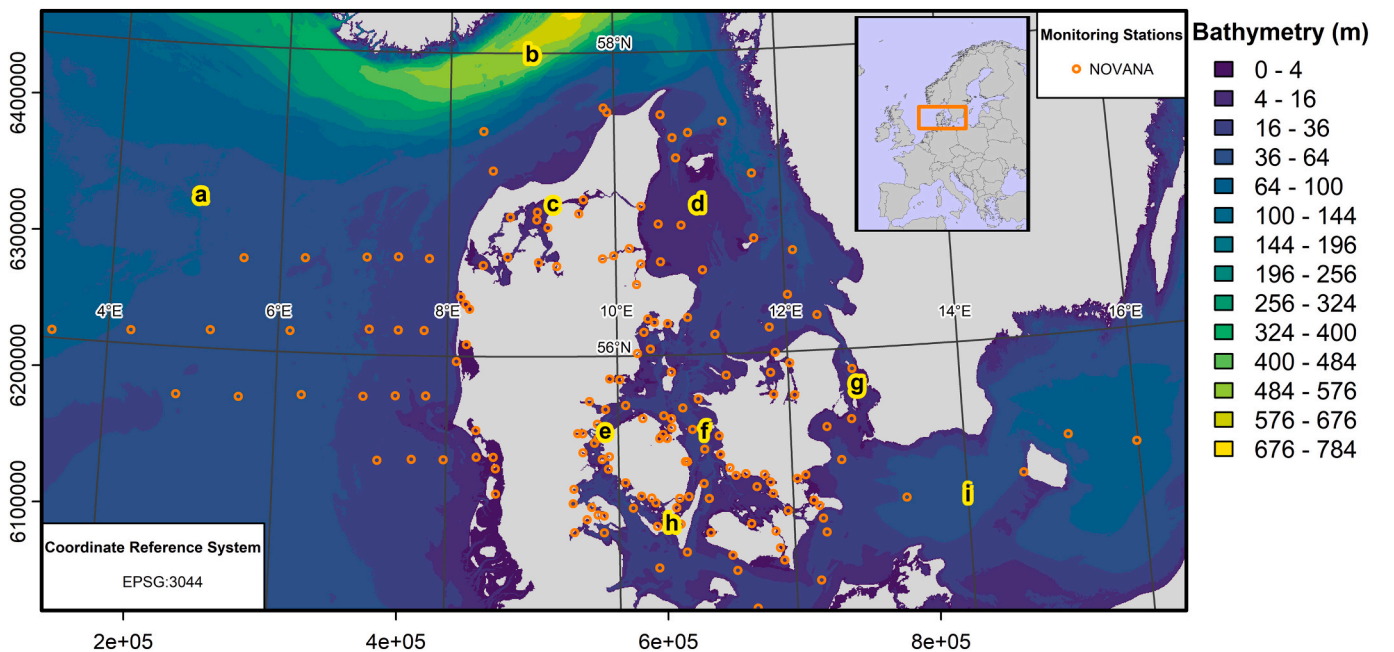 Monitoring Stations
NOVANA
Bathymetry (m)
0 - 4
4 - 16
16 - 36
36 - 64
64 - 100
100 - 144
144 - 196
196 - 256
256 - 324
324 - 400
400 - 484
484 - 576
576 - 676
676 - 784
58°N
b
6400000
a
c
d
6300000
4°E
6°E
8°E
10°E
12°E
14°E
16°E
56°N
6200000
g
e
f
i
6100000
h
Coordinate Reference System
EPSG:3044
2e+05
4e+05
6e+05
8e+05